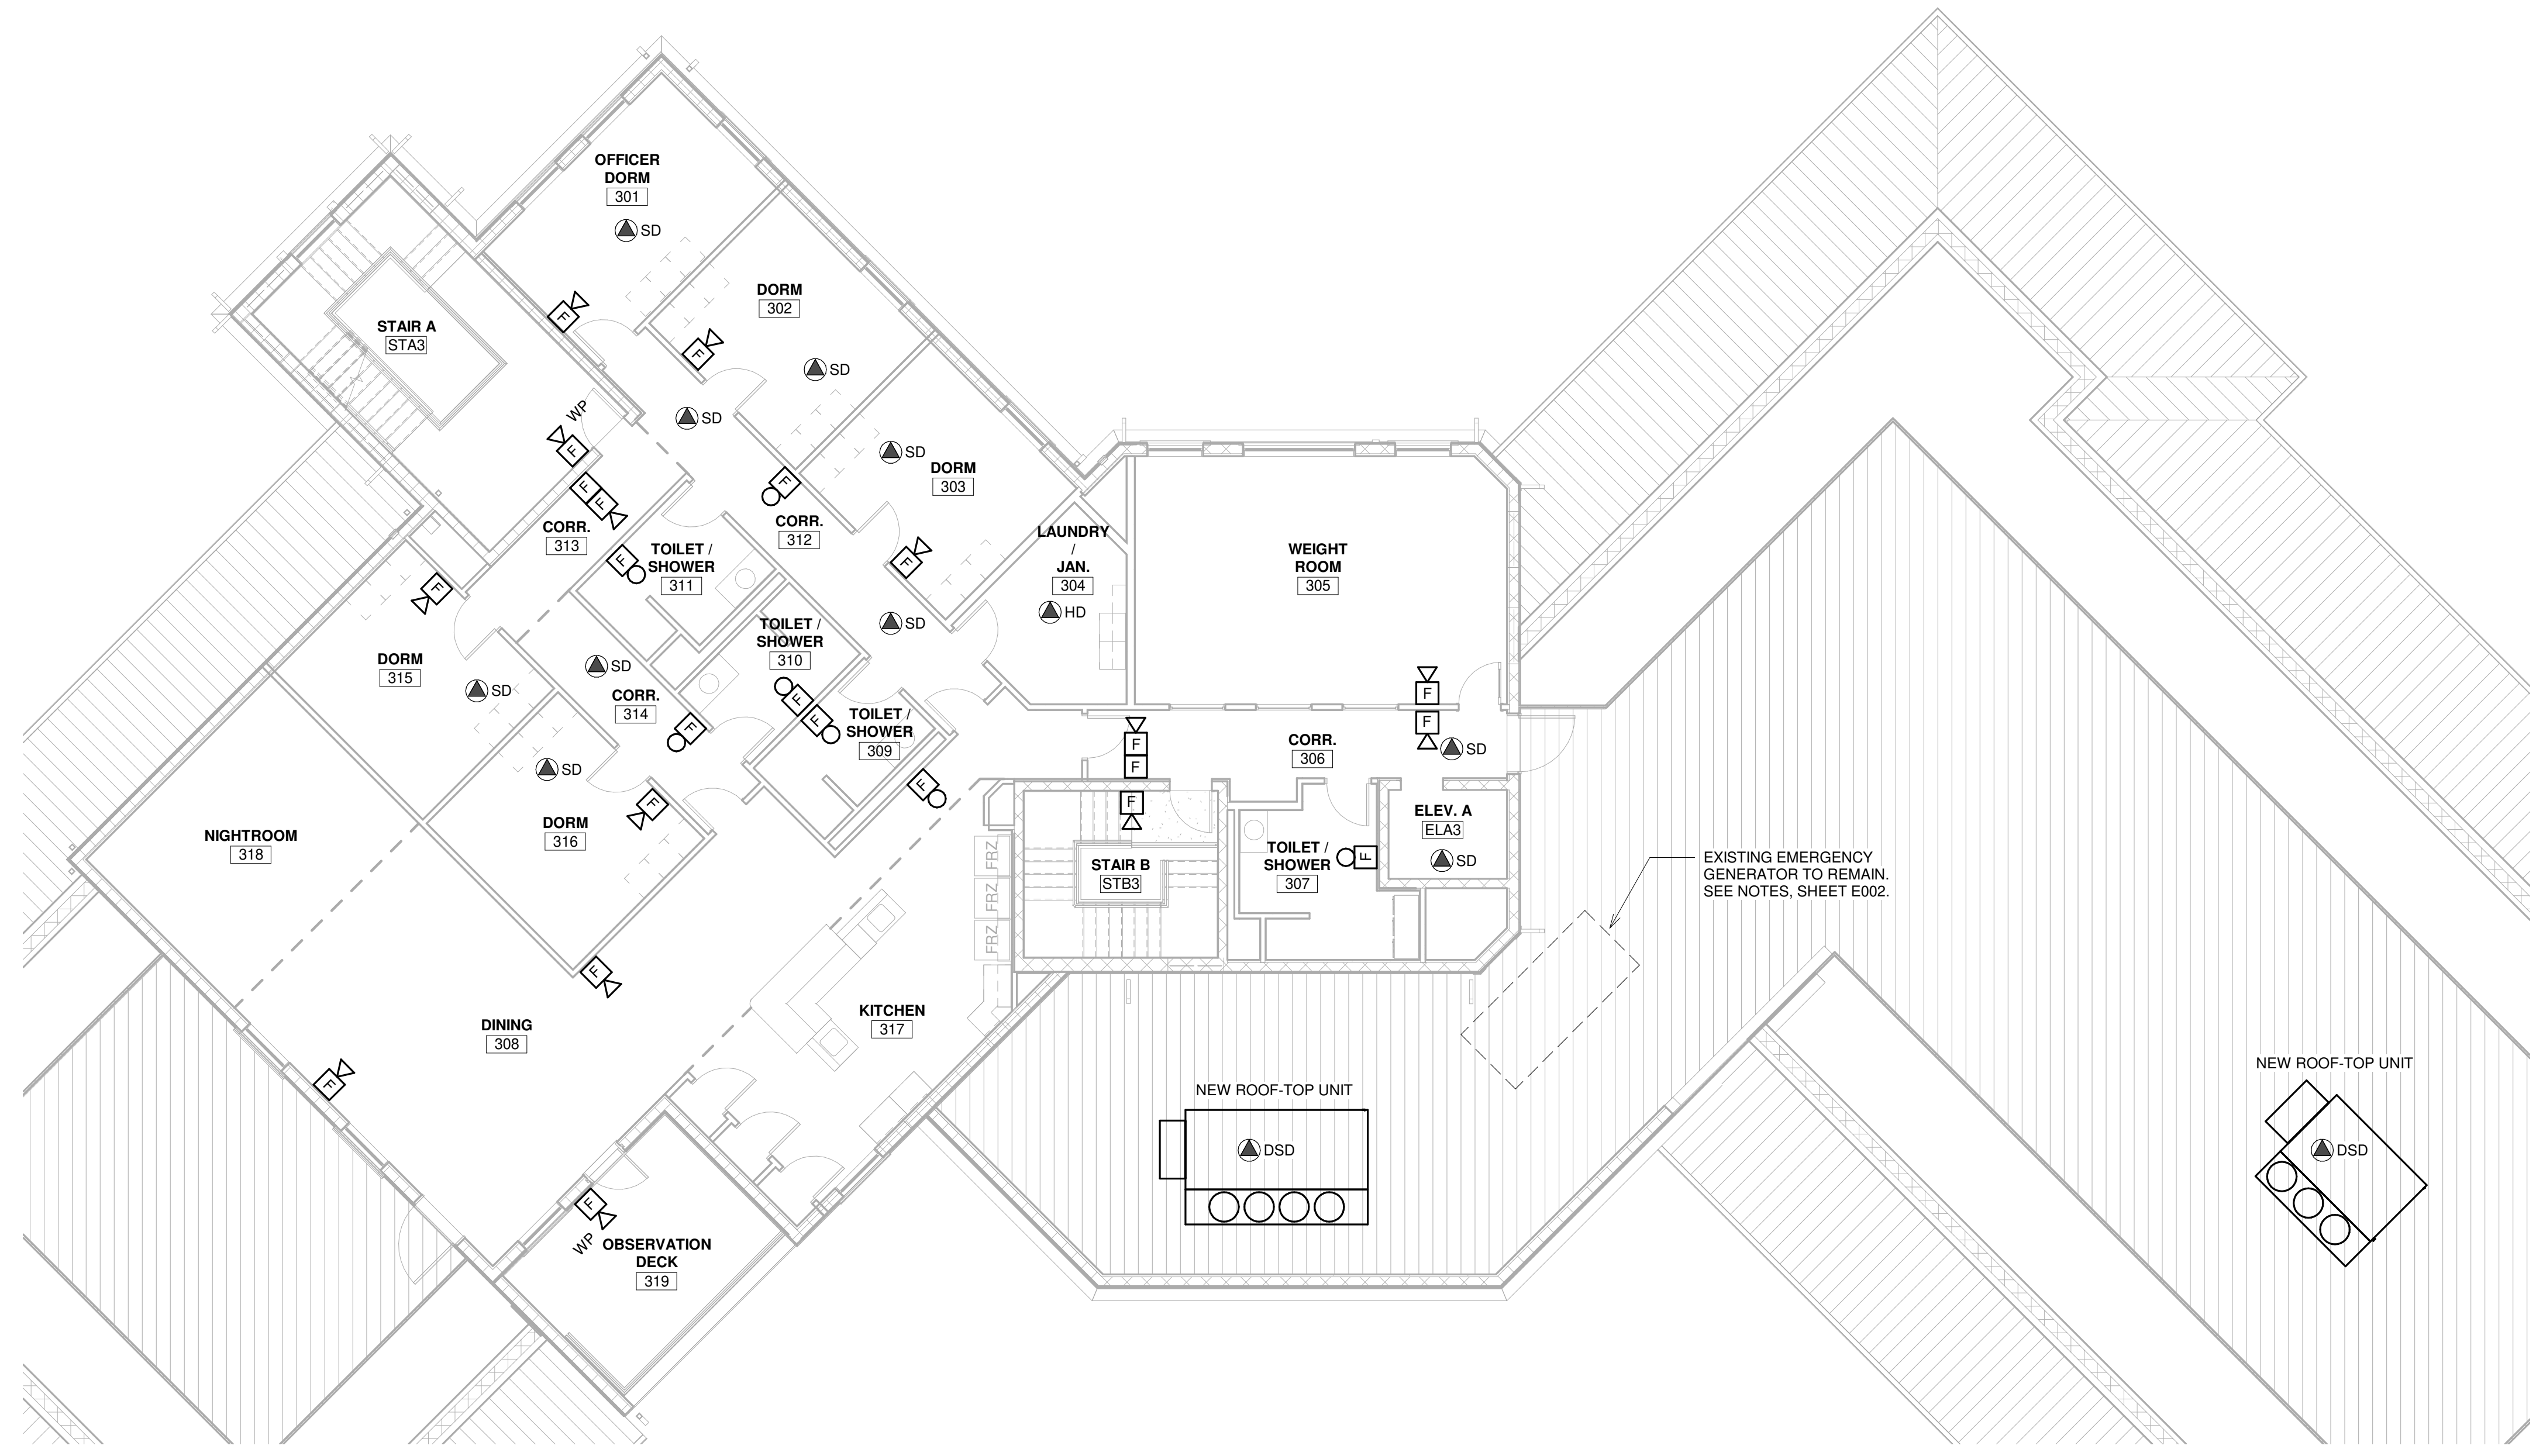 OFFICER
DORM
301
SD
DORM
302
SD
STAIR A
STA3
F
F
WP
F
F
F
SD
SD
DORM
303
F
CORR.
312
CORR.
313
F
TOILET /
SHOWER
311
F
LAUNDRY
/
JAN.
304
HD
WEIGHT
ROOM
305
F
F
SD
TOILET /
SHOWER
310
SD
F
DORM
315
SD
SD
CORR.
314
F
F
F
TOILET /
SHOWER
309
F
F
F
CORR.
306
SD
F
DORM
316
F
NIGHTROOM
318
F
STAIR B
STB3
FRZ
FRZ
FRZ
TOILET /
SHOWER
307
F
ELEV. A
ELA3
SD
EXISTING EMERGENCY
GENERATOR TO REMAIN.
SEE NOTES, SHEET E002.
F
DINING
308
KITCHEN
317
F
NEW ROOF-TOP UNIT
DSD
NEW ROOF-TOP UNIT
DSD
F
WP
OBSERVATION
DECK
319